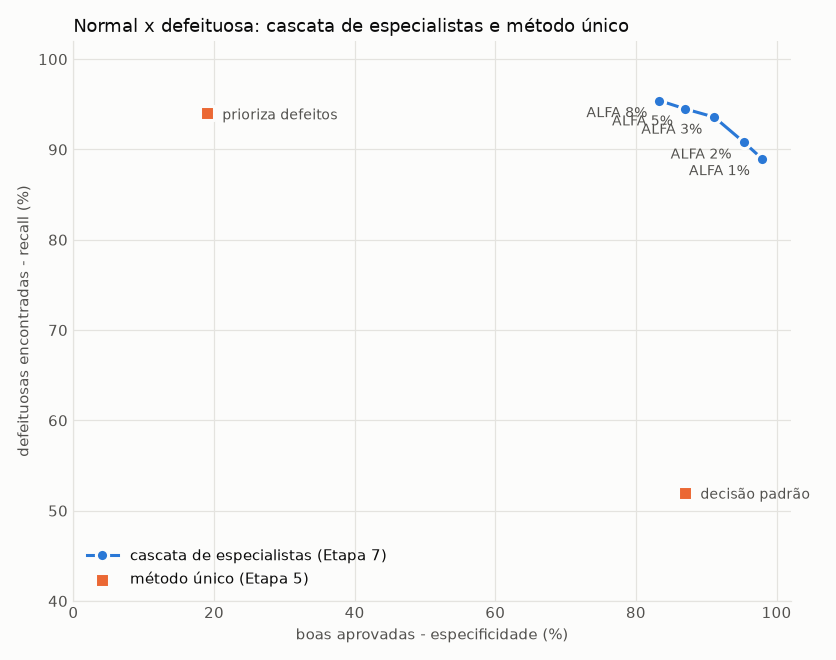 Normal x defeituosa: cascata de especialistas e método único
100
90
80
70
60
50
40
defeituosas encontradas - recall (%)
prioriza defeitos
ALFA 8%
ALFA 5%
ALFA 3%
ALFA 2%
ALFA 1%
decisão padrão
cascata de especialistas (Etapa 7)
método único (Etapa 5)
0 20 40 60 80 100
boas aprovadas - especificidade (%)